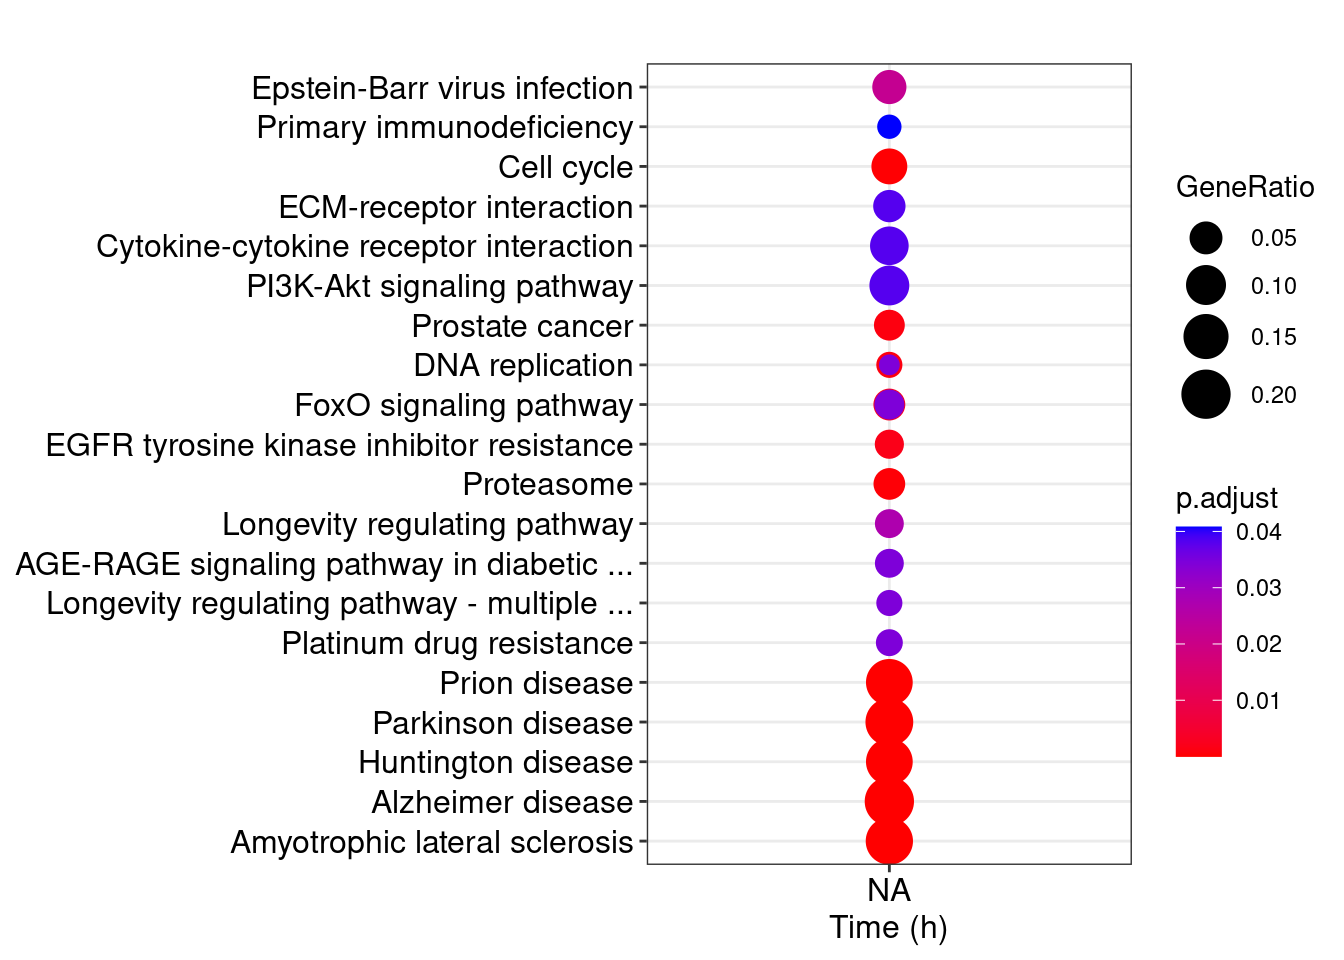 Epstein-Barr virus infection
Primary immunodeficiency
Cell cycle
ECM-receptor interaction
Cytokine-cytokine receptor interaction
PI3K-Akt signaling pathway
Prostate cancer
DNA replication
FoxO signaling pathway
EGFR tyrosine kinase inhibitor resistance
Proteasome
Longevity regulating pathway
AGE-RAGE signaling pathway in diabetic ...
Longevity regulating pathway - multiple ...
Platinum drug resistance
Prion disease
Parkinson disease
Huntington disease
Alzheimer disease
Amyotrophic lateral sclerosis
NA
Time (h)
GeneRatio
0.05
0.10
0.15
0.20
p.adjust
0.04
0.03
0.02
0.01